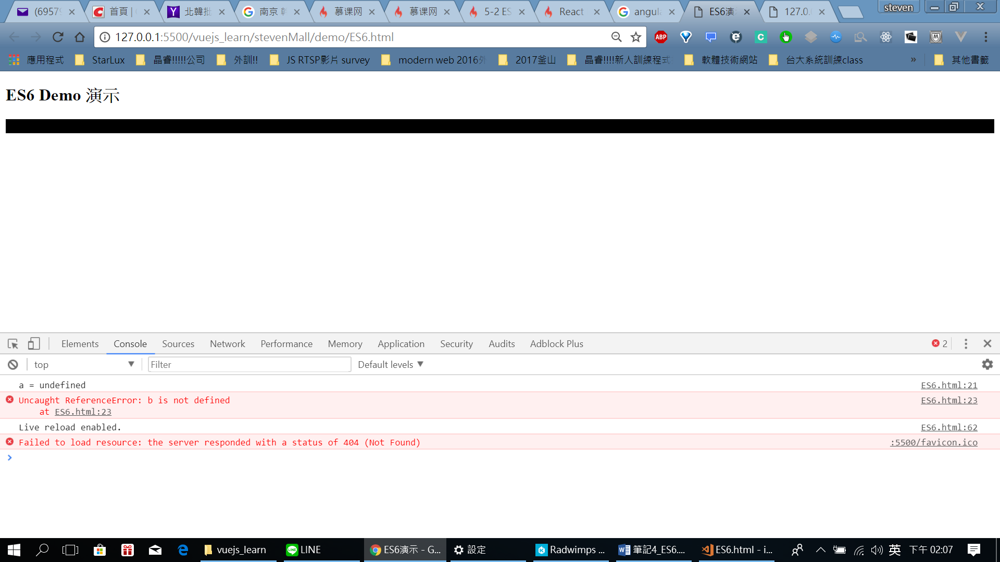 (6957
首頁 |
北韓批
南京 韓
慕课网
慕课网
5-2 ES
React
angula
ES6演
127.0.
steven
127.0.0.1:5500/vuejs_learn/stevenMall/demo/ES6.html
應用程式 StarLux 晶睿!!!!!公司 外訓!! JS RTSP影片 survey modern web 2016外 2017釜山 晶睿!!!!新人訓練程式 軟體技術網站 台大系統訓練class » 其他書籤
ES6 Demo 演示
Elements Console Sources Network Performance Memory Application Security Audits Adblock Plus 2
top Filter Default levels
a = undefined ES6.html:21
Uncaught ReferenceError: b is not defined ES6.html:23
at ES6.html:23
Live reload enabled. ES6.html:62
Failed to load resource: the server responded with a status of 404 (Not Found) :5500/favicon.ico
vuejs_learn LINE ES6演示 - G... 設定 Radwimps ... 筆記4_ES6.... ES6.html - i... 英 下午 02:07